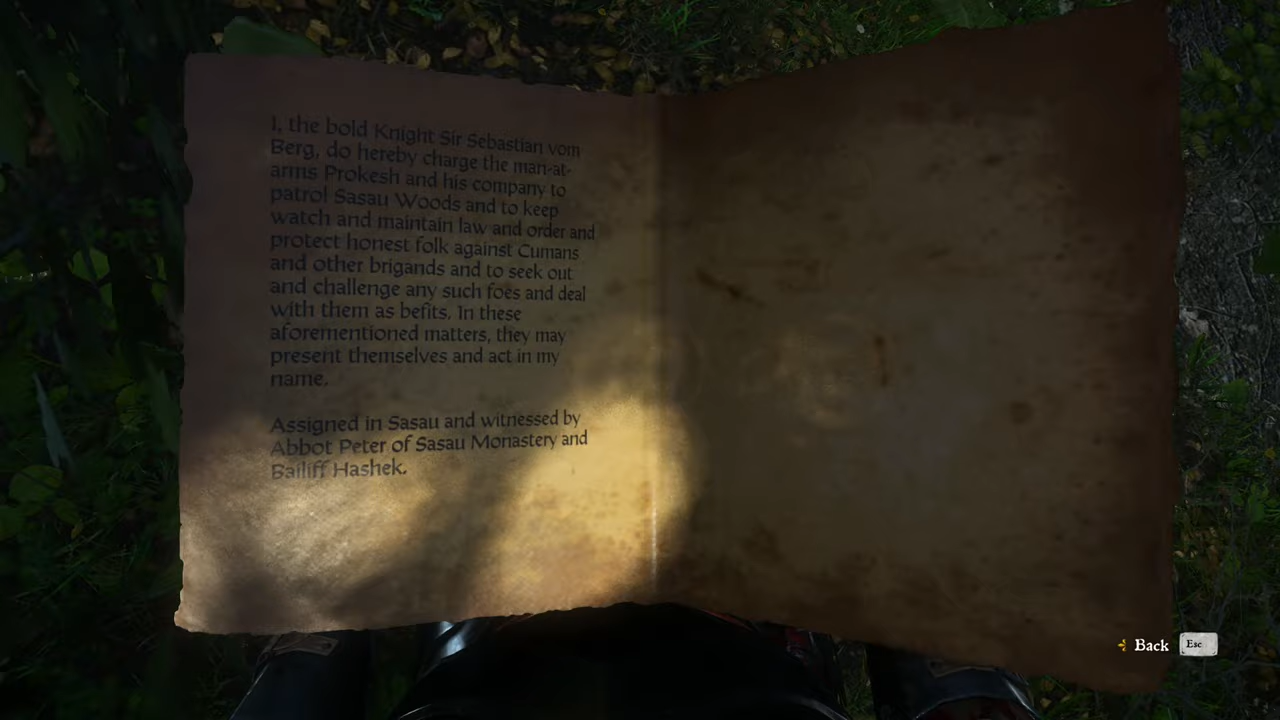 I, the bold Knight Sir Sebastian vom
Berg, do hereby charge the man-at-
arms Prokesh and his company to
patrol Sasau Woods and to keep
watch and maintain law and order and
protect honest folk against Cumans
and other brigands and to seek out
and challenge any such foes and deal
with them as befits. In these
aforementioned matters, they may
present themselves and act in my
name.
Assigned in Sasau and witnessed by
Abbot Peter of Sasau Monastery and
Bailiff Hashek.
Back Esc